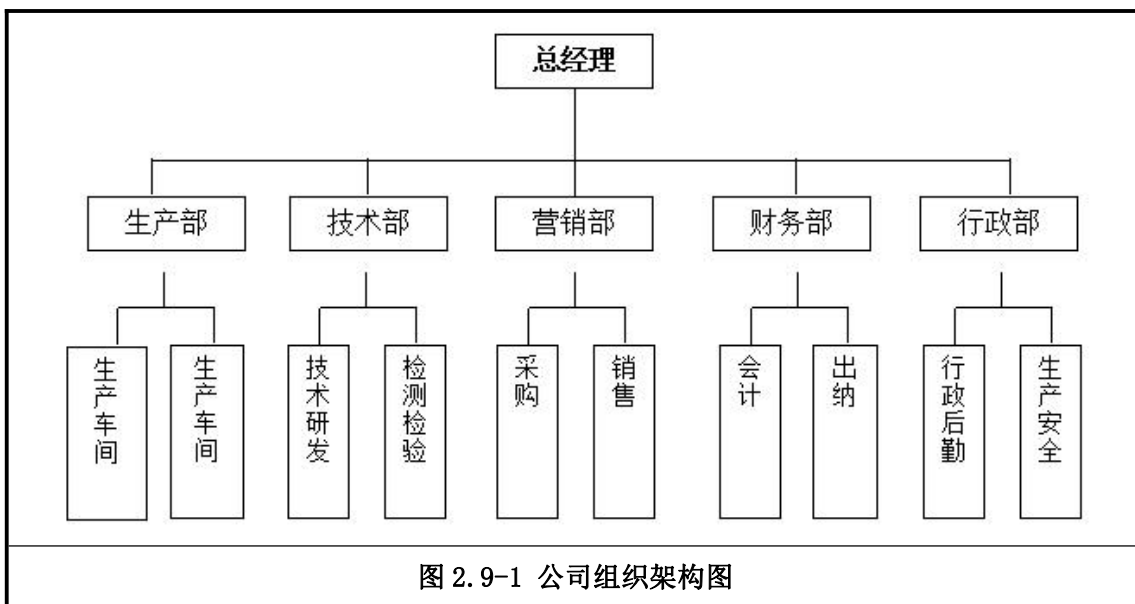 总经理
生产部
技术部
营销部
财务部
行政部
生产车间
生产车间
技术研发
检测检验
采购
销售
会计
出纳
行政后勤
生产安全
图 2.9-1 公司组织架构图